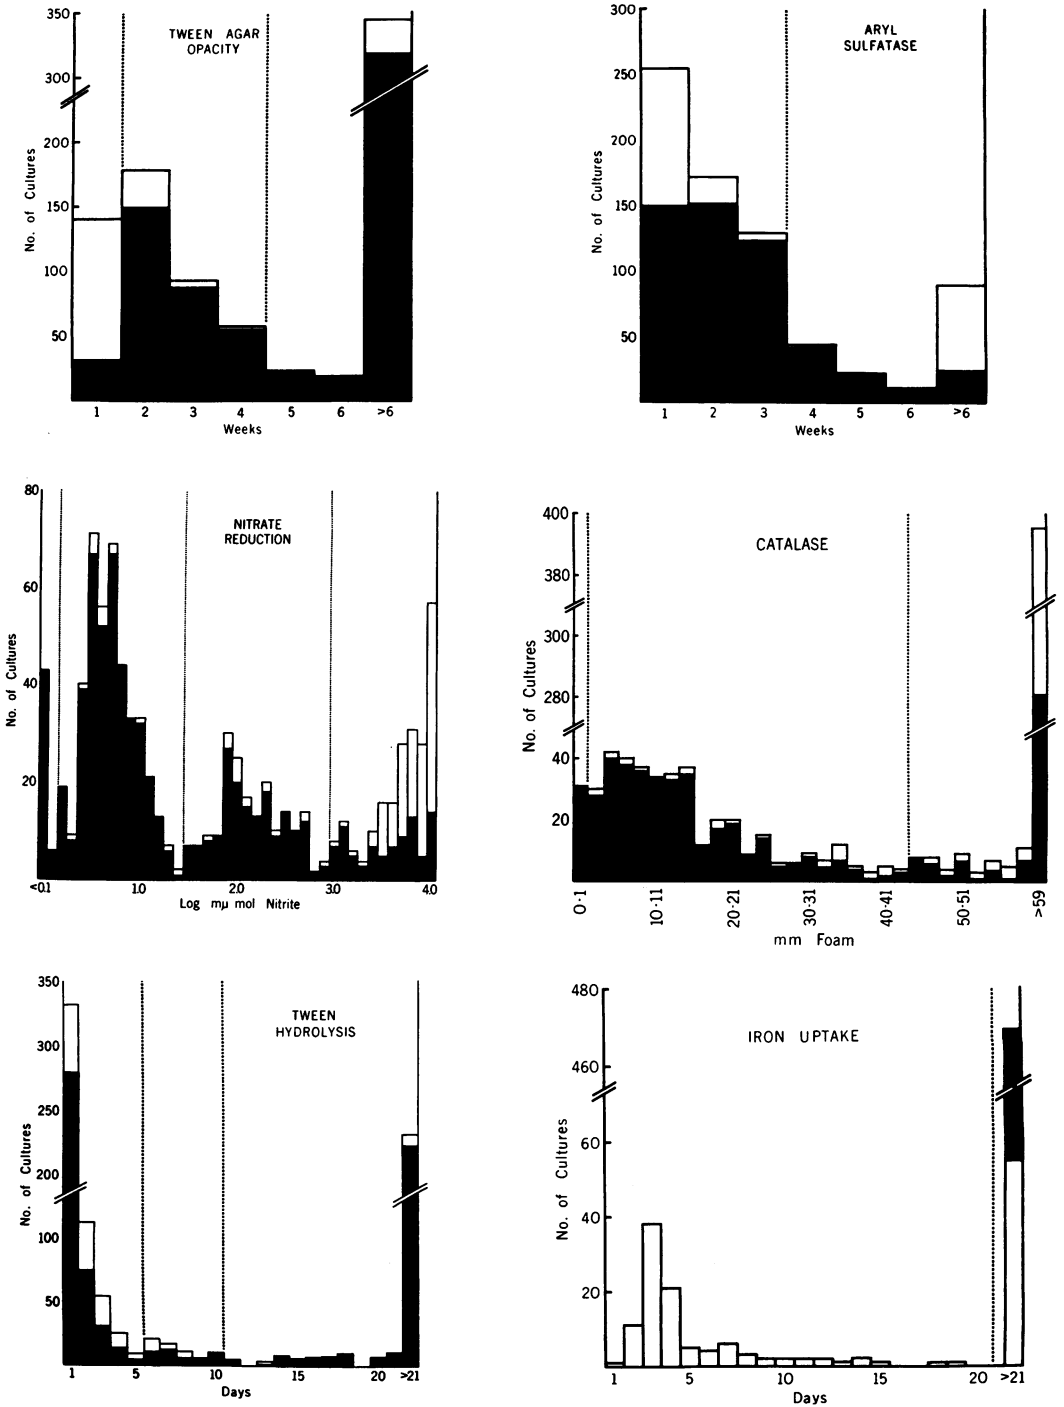 TWEEN AGAR
OPACITY
No. of Cultures
350
300
200
150
100
50
1 2 3 4 5 6 >6
Weeks
ARYL
SULFATASE
No. of Cultures
300
250
200
150
100
50
1 2 3 4 5 6 >6
Weeks
NITRATE
REDUCTION
No. of Cultures
80
60
40
20
<0.1 1.0 2.0 3.0 4.0
Log mμ mol Nitrite
CATALASE
No. of Cultures
400
380
300
280
40
20
0-1 10-11 20-21 30-31 40-41 50-51 >59
mm Foam
TWEEN
HYDROLYSIS
No. of Cultures
350
300
250
200
100
50
1 5 10 15 20 >21
Days
IRON UPTAKE
No. of Cultures
480
460
60
40
20
1 5 10 15 20 >21
Days